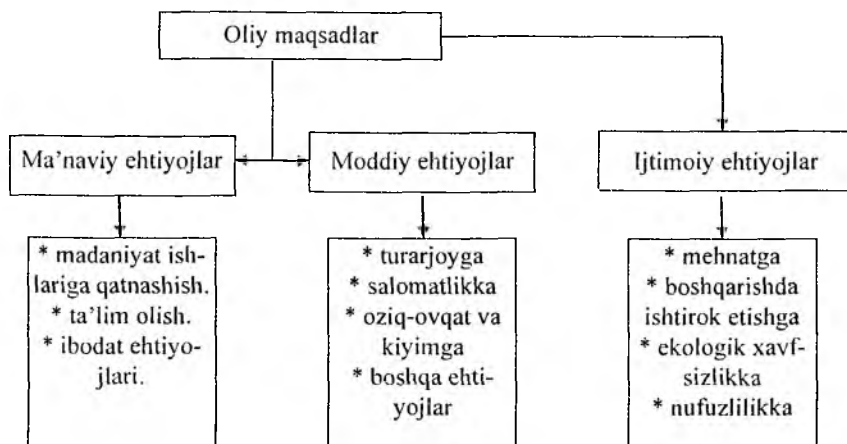 Oliy maqsadlar
Ma'naviy ehtiyojlar
Moddiy ehtiyojlar
Ijtimoiy ehtiyojlar
* madaniyat ish-
lariga qatnashish.
* ta'lim olish.
* ibodat ehtiyo-
jlari.
* turarjoyga
* salomatlikka
* oziq-ovqat va
kiyimga
* boshqa ehti-
yojlar
* mehnatga
* boshqarishda
ishtirok etishga
* ekologik xavf-
sizlikka
* nufuzlilikka